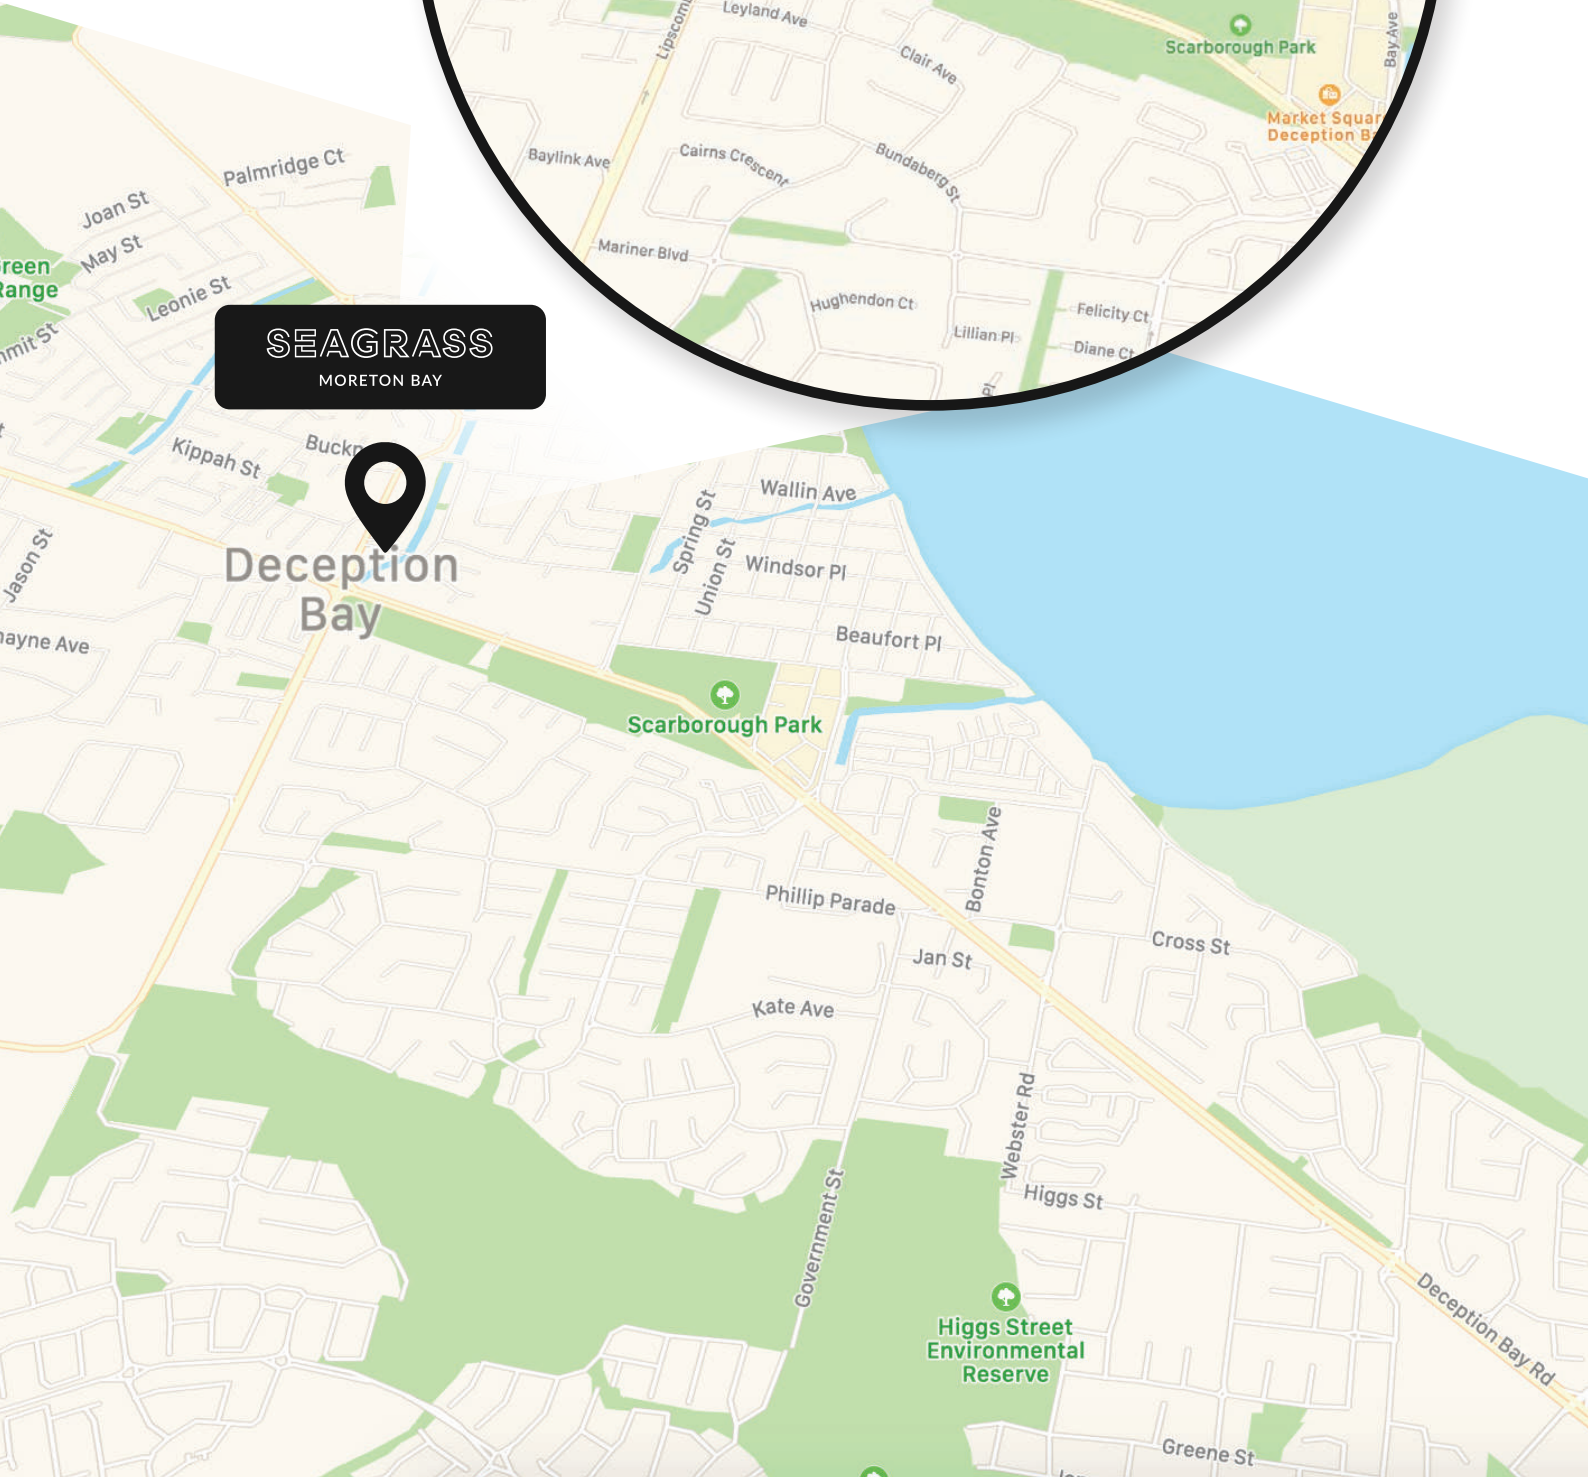 Leyland Ave
Clair Ave
Scarborough Park
Bay Ave
Market
Deception
Baylink Ave
Cairns Crescent
Bundaberg St
Mariner Blvd
Hughendon Ct
Lillian Pl
Felicity Ct
Diane Ct
Pl
Palmridge Ct
Joan St
May St
Leonie St
Range
SEAGRASS
MORETON BAY
Kippah St
Jason St
Deception
Bay
Spring St
Union St
Wallin Ave
Windsor Pl
Beaufort Pl
Scarborough Park
Bonton Ave
Phillip Parade
Jan St
Cross St
Kate Ave
Webster Rd
Higgs St
Government St
Higgs Street
Environmental
Reserve
Deception Bay Rd
Greene St